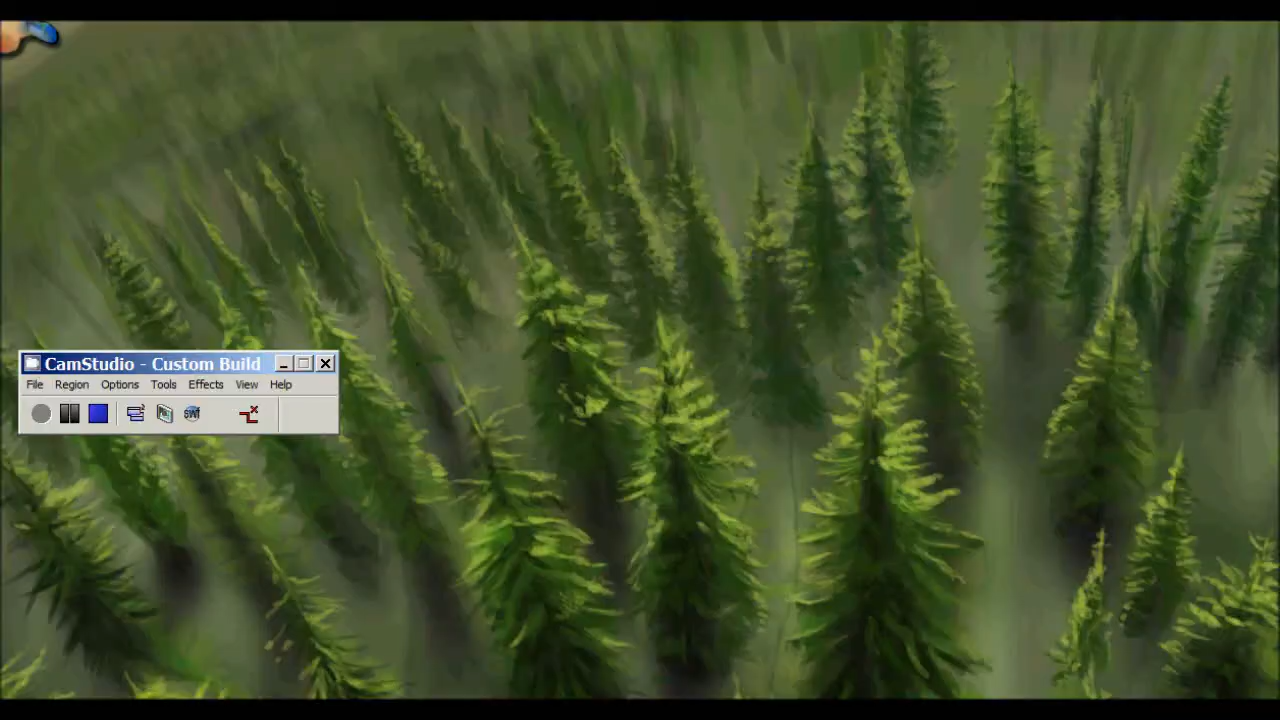 CamStudio - Custom Build
File Region Options Tools Effects View Help
SWF